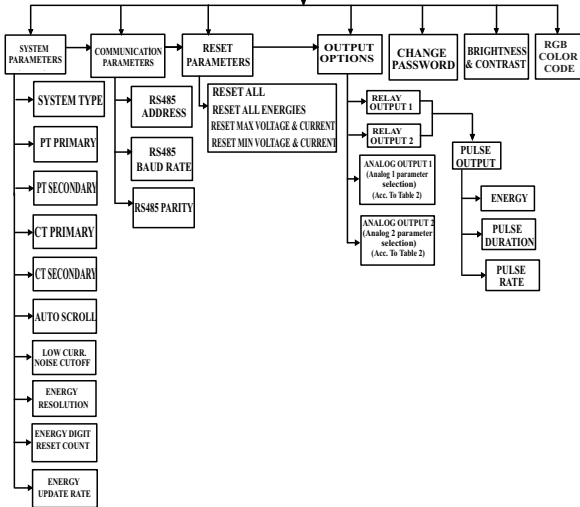 SYSTEM
PARAMETERS
COMMUNICATION
PARAMETERS
RESET
PARAMETERS
OUTPUT
OPTIONS
CHANGE
PASSWORD
BRIGHTNESS
& CONTRAST
RGB
COLOR
CODE
SYSTEM TYPE
PT PRIMARY
PT SECONDARY
CT PRIMARY
CT SECONDARY
AUTO SCROLL
LOW CURR.
NOISE CUTOFF
ENERGY
RESOLUTION
ENERGY DIGIT
RESET COUNT
ENERGY
UPDATE RATE
RS485
ADDRESS
RS485
BAUD RATE
RS485 PARITY
RESET ALL
RESET ALL ENERGIES
RESET MAX VOLTAGE & CURRENT
RESET MIN VOLTAGE & CURRENT
RELAY
OUTPUT 1
RELAY
OUTPUT 2
ANALOG OUTPUT 1
(Analog 1 parameter
selection)
(Acc. To Table 2)
ANALOG OUTPUT 2
(Analog 2 parameter
selection)
(Acc. To Table 2)
PULSE
OUTPUT
ENERGY
PULSE
DURATION
PULSE
RATE